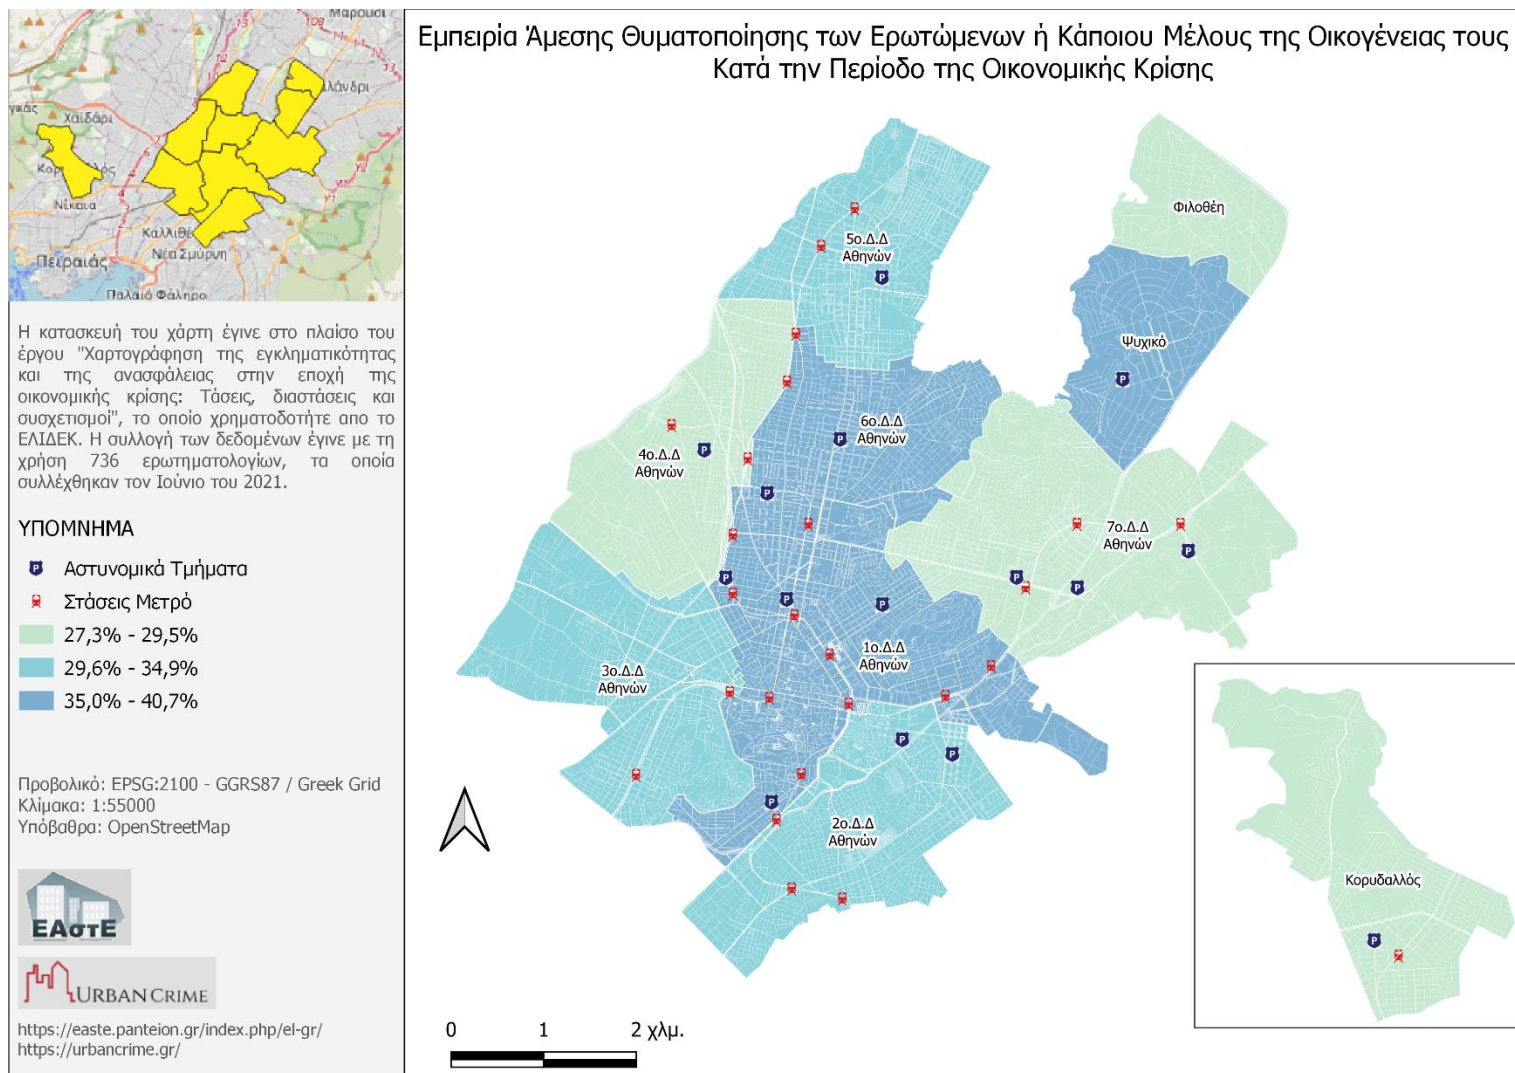 Εμπειρία Άμεσης Θυματοποίησης των Ερωτώμενων ή Κάποιου Μέλους της Οικογένειας τους
Κατά την Περίοδο της Οικονομικής Κρίσης
Μαρούσι
Χαϊδάρι
Νίκαια
Καλλιθέ
Νέα Σμύρνη
Πειραιάς
Παλαιό Φάληρο
Η κατασκευή του χάρτη έγινε στο πλαίσο του
έργου "Χαρτογράφηση της εγκληματικότητας
και της ανασφάλειας στην εποχή της
οικονομικής κρίσης: Τάσεις, διαστάσεις και
συσχετισμοί", το οποίο χρηματοδοτήτε απο το
ΕΛΙΔΕΚ. Η συλλογή των δεδομένων έγινε με τη
χρήση 736 ερωτηματολογίων, τα οποία
συλλέχθηκαν τον Ιούνιο του 2021.
ΥΠΟΜΝΗΜΑ
Αστυνομικά Τμήματα
Στάσεις Μετρό
27,3% - 29,5%
29,6% - 34,9%
35,0% - 40,7%
Προβολικό: EPSG:2100 - GGRS87 / Greek Grid
Κλίμακα: 1:55000
Υπόβαθρα: OpenStreetMap
ΕΑστΕ
URBAN CRIME
https://easte.panteion.gr/index.php/el-gr/
https://urbancrime.gr/
Φιλοθέη
5ο.Δ.Δ
Αθηνών
Ψυχικό
6ο.Δ.Δ
Αθηνών
4ο.Δ.Δ
Αθηνών
7ο.Δ.Δ
Αθηνών
1ο.Δ.Δ
Αθηνών
3ο.Δ.Δ
Αθηνών
2ο.Δ.Δ
Αθηνών
Κορυδαλλός
0 1 2 χλμ.